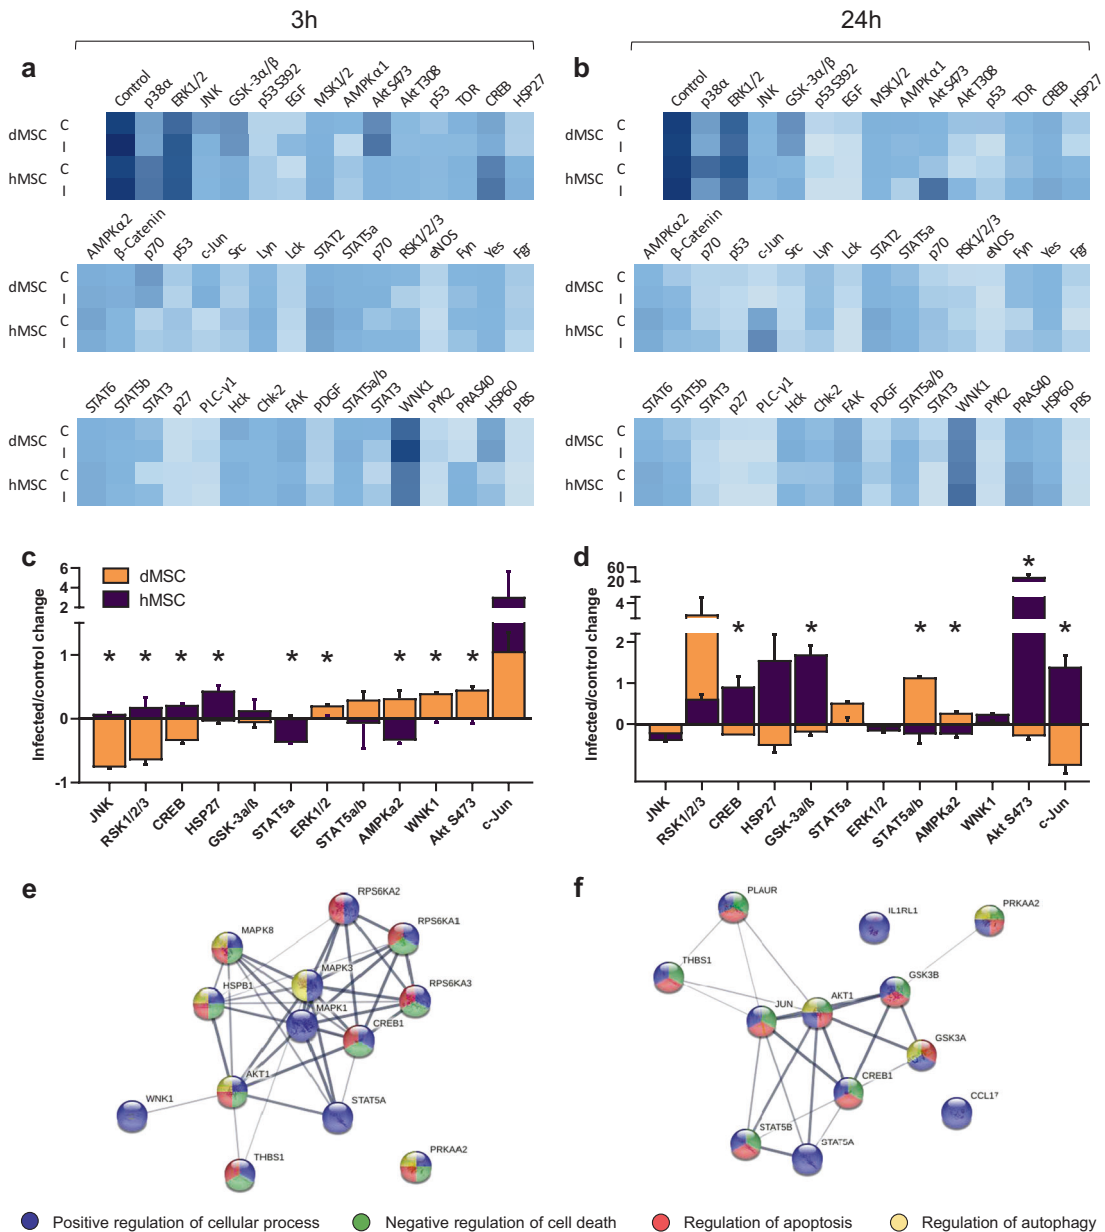 3h
24h
a
Control p38α ERK1/2 JNK GSK-3α/β p53 S392 EGF MSK1/2 AMPKα1 Akt S473 Akt T308 p53 TOR CREB HSP27
dMSC C
I
hMSC C
I
AMPKα2 β-Catenin p70 p53 c-Jun Src Lyn Lck STAT2 STAT5a p70 RSK1/2/3 eNOS Fyn Yes Fgr
dMSC C
I
hMSC C
I
STAT6 STAT5b STAT3 p27 PLC-γ1 Hck Chk-2 FAK PDGF STAT5a/b STAT3 WNK1 PYK2 PRAS40 HSP60 PBS
dMSC C
I
hMSC C
I
b
Control p38α ERK1/2 JNK GSK-3α/β p53 S392 EGF MSK1/2 AMPKα1 Akt S473 Akt T308 p53 TOR CREB HSP27
dMSC C
I
hMSC C
I
AMPKα2 β-Catenin p70 p53 c-Jun Src Lyn Lck STAT2 STAT5a p70 RSK1/2/3 eNOS Fyn Yes Fgr
dMSC C
I
hMSC C
I
STAT6 STAT5b STAT3 p27 PLC-γ1 Hck Chk-2 FAK PDGF STAT5a/b STAT3 WNK1 PYK2 PRAS40 HSP60 PBS
dMSC C
I
hMSC C
I
c
Infected/control change
6
4
2
1
0
-1
dMSC
hMSC
* * * * * * * * *
JNK RSK1/2/3 CREB HSP27 GSK-3a/ß STAT5a ERK1/2 STAT5a/b AMPKa2 WNK1 Akt S473 c-Jun
d
Infected/control change
60
20
4
2
1
0
* * * * * *
JNK RSK1/2/3 CREB HSP27 GSK-3a/ß STAT5a ERK1/2 STAT5a/b AMPKa2 WNK1 Akt S473 c-Jun
e
RPS6KA2
RPS6KA1
MAPK8
MAPK3
HSPB1
RPS6KA3
MAPK1
CREB1
AKT1
WNK1
STAT5A
THBS1
PRKAA2
f
PLAUR
IL1RL1
PRKAA2
THBS1
GSK3B
JUN
AKT1
GSK3A
CREB1
CCL17
STAT5B
STAT5A
Positive regulation of cellular process
Negative regulation of cell death
Regulation of apoptosis
Regulation of autophagy